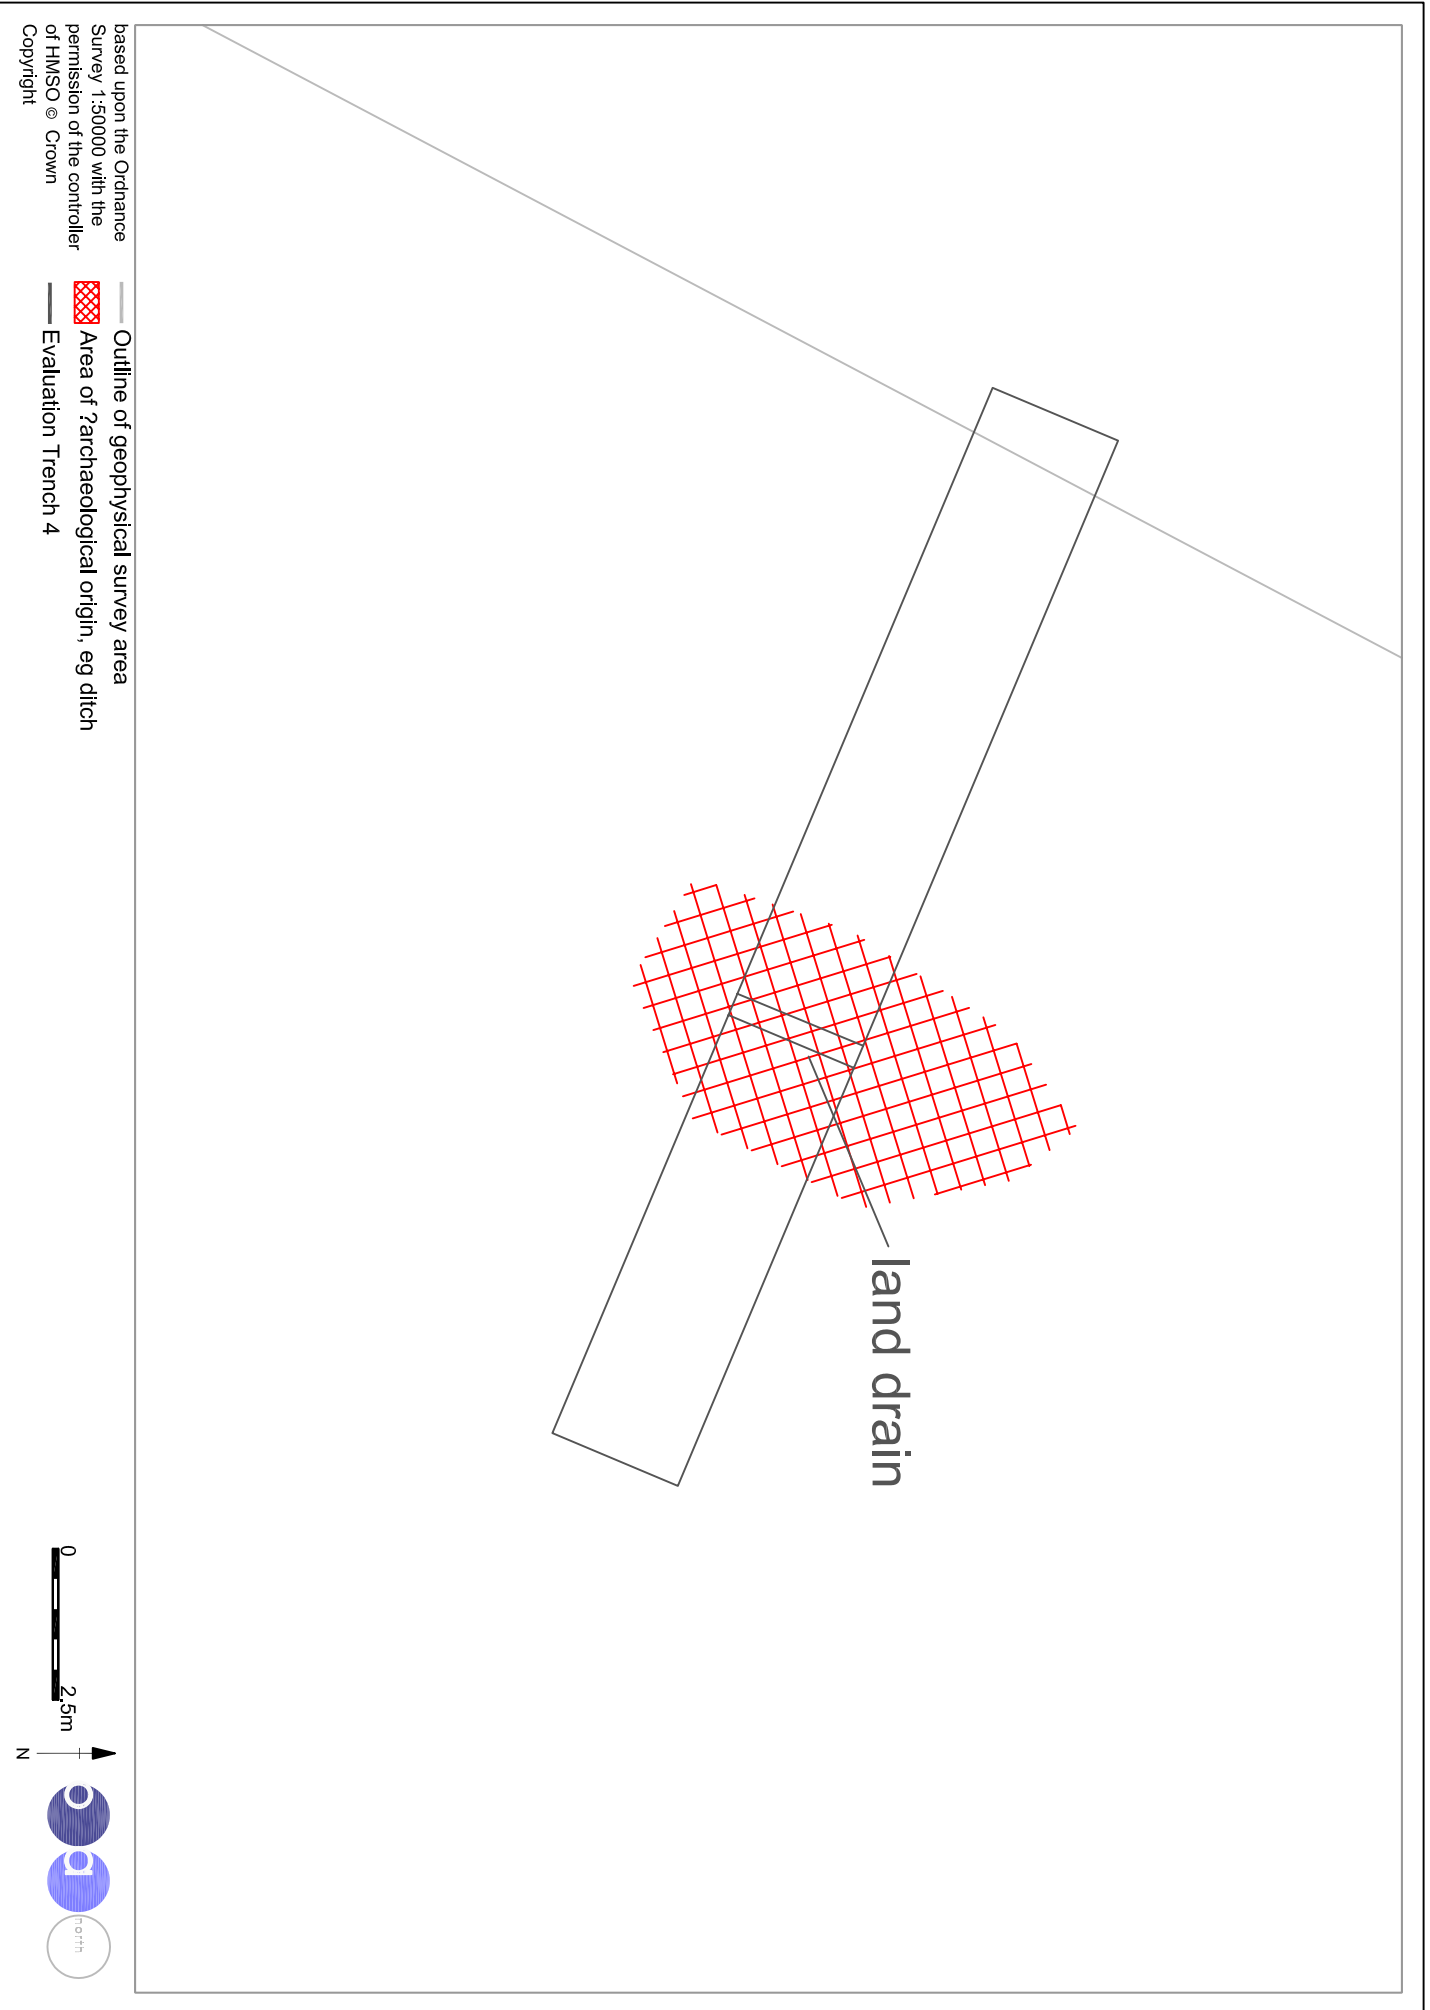 land drain
based upon the Ordnance
Survey 1:50000 with the
permission of the controller
of HMSO © Crown
Copyright
Outline of geophysical survey area
Area of ?archaeological origin, eg ditch
Evaluation Trench 4
0
2.5m
N
o
a
north